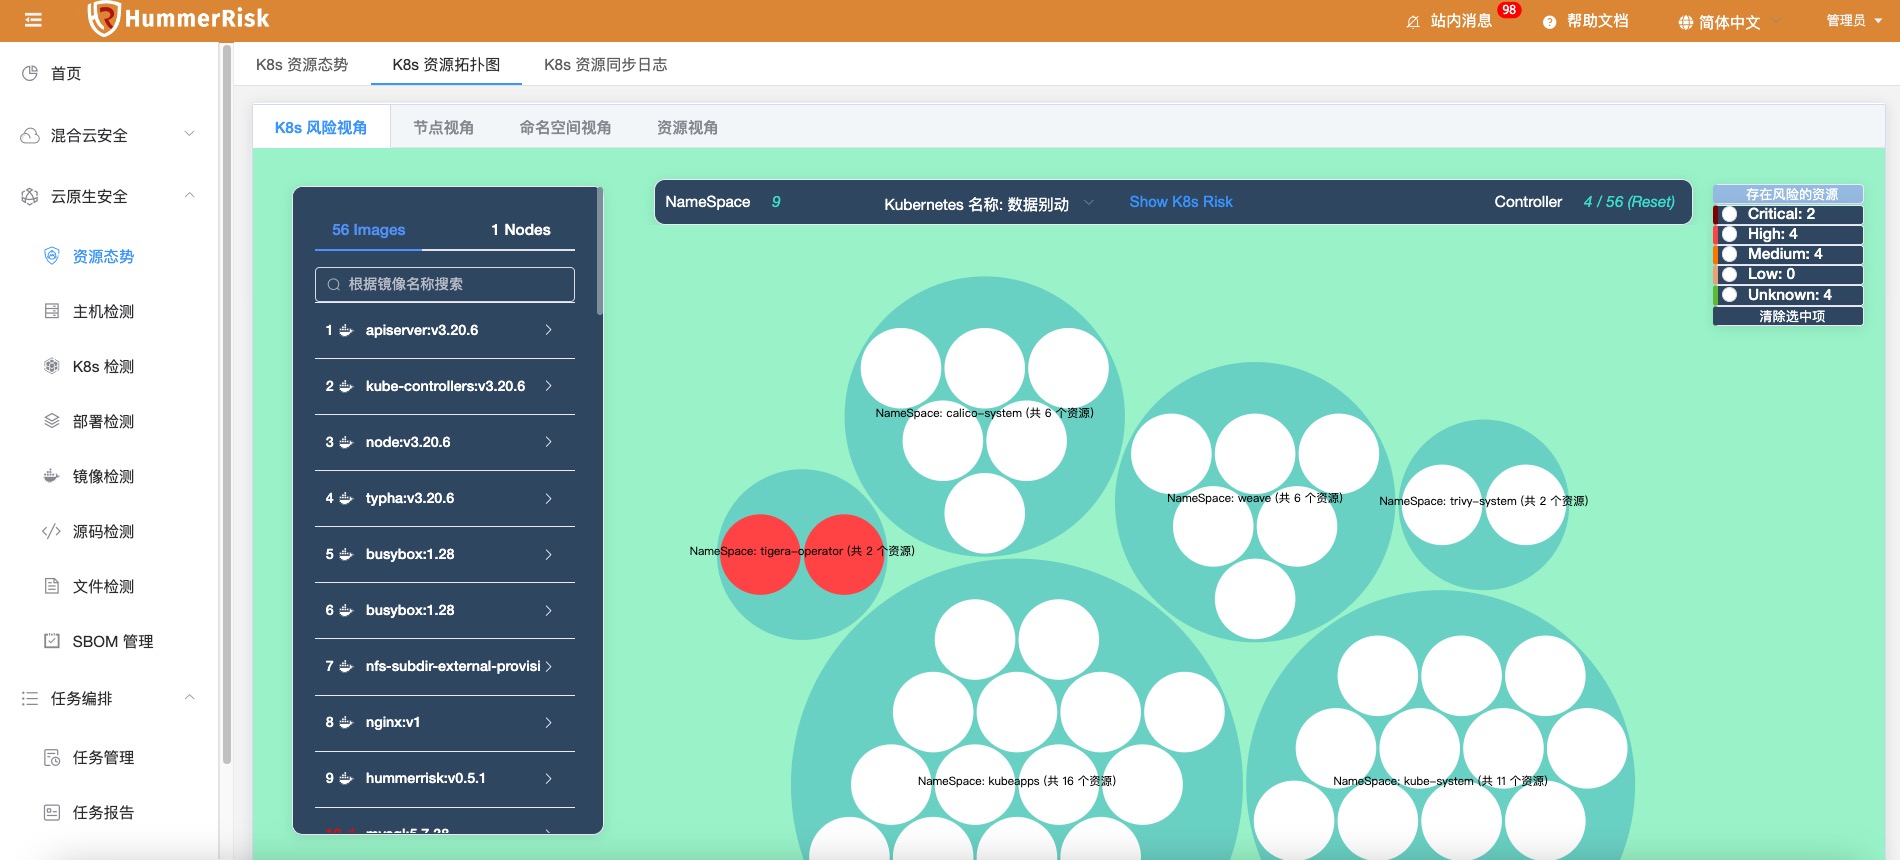 HummerRisk
站内消息
98
帮助文档
简体中文
管理员
首页
混合云安全
云原生安全
资源态势
主机检测
K8s 检测
部署检测
镜像检测
源码检测
文件检测
SBOM 管理
任务编排
任务管理
任务报告
K8s 资源态势
K8s 资源拓扑图
K8s 资源同步日志
K8s 风险视角
节点视角
命名空间视角
资源视角
56 Images
1 Nodes
根据镜像名称搜索
1 apiserver:v3.20.6
2 kube-controllers:v3.20.6
3 node:v3.20.6
4 typha:v3.20.6
5 busybox:1.28
6 busybox:1.28
7 nfs-subdir-external-provisi
8 nginx:v1
9 hummerrisk:v0.5.1
NameSpace 9
Kubernetes 名称: 数据别动
Show K8s Risk
Controller 4 / 56 (Reset)
存在风险的资源
Critical: 2
High: 4
Medium: 4
Low: 0
Unknown: 4
清除选中项
NameSpace: calico-system (共 6 个资源)
NameSpace: weave (共 6 个资源)
NameSpace: trivy-system (共 2 个资源)
NameSpace: tigera-operator (共 2 个资源)
NameSpace: kubeapps (共 16 个资源)
NameSpace: kube-system (共 11 个资源)